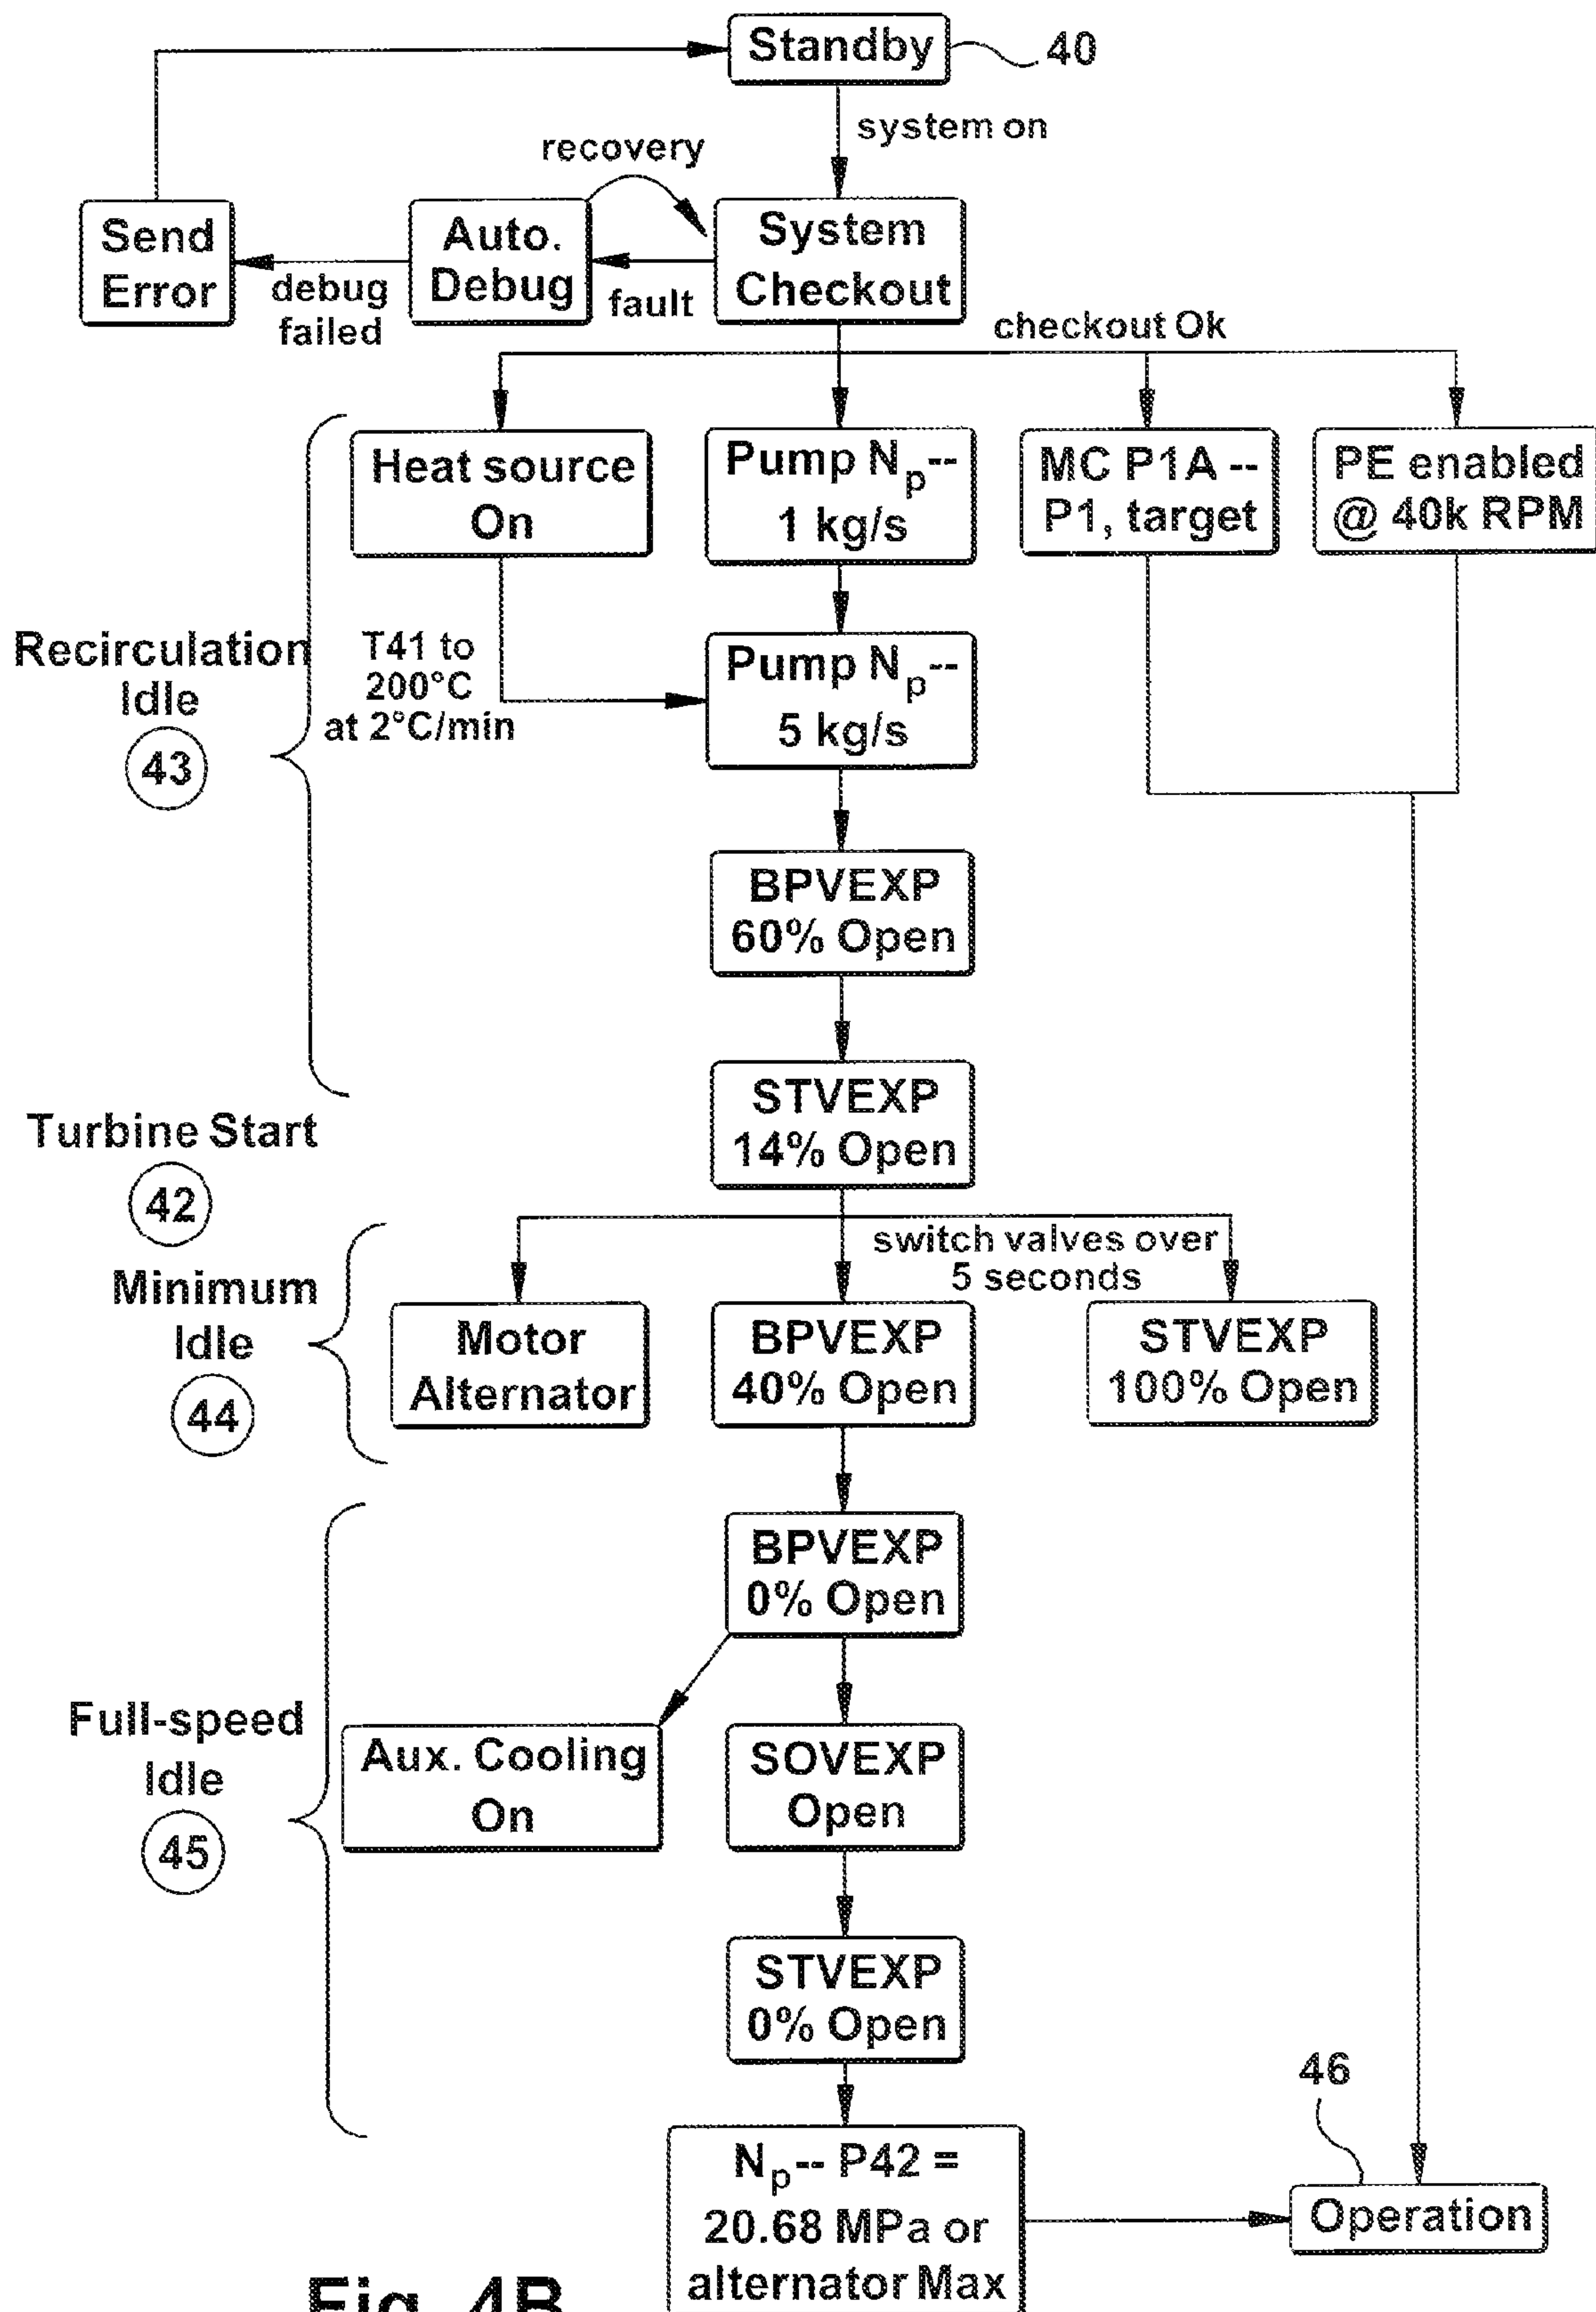 Standby
40
system on
recovery
Send
Error
debug
failed
Auto.
Debug
fault
System
Checkout
checkout Ok
Heat source
On
Pump Np--
1 kg/s
MC P1A --
P1, target
PE enabled
@ 40k RPM
Recirculation
Idle
43
T41 to
200°C
at 2°C/min
Pump Np--
5 kg/s
BPVEXP
60% Open
STVEXP
14% Open
Turbine Start
42
switch valves over
5 seconds
Minimum
Idle
44
Motor
Alternator
BPVEXP
40% Open
STVEXP
100% Open
BPVEXP
0% Open
Full-speed
Idle
45
Aux. Cooling
On
SOVEXP
Open
STVEXP
0% Open
46
Np-- P42 =
20.68 MPa or
alternator Max
Operation
Fig. 4B